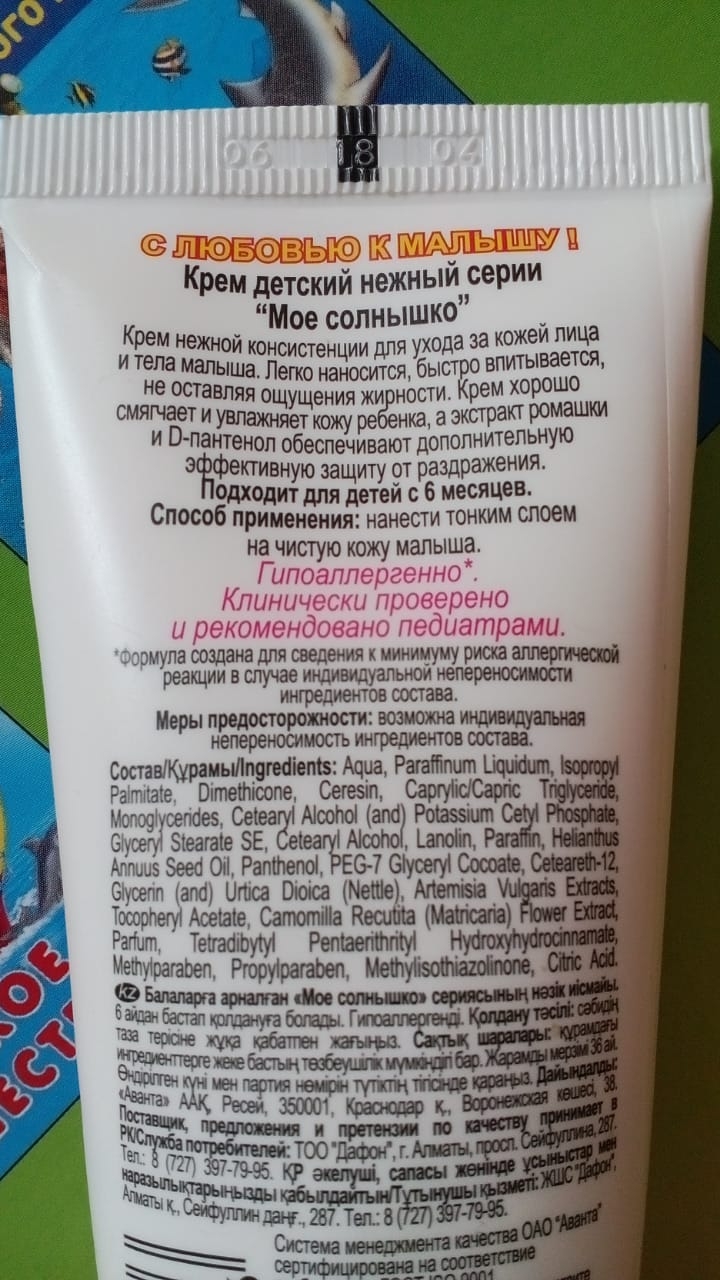 ого
06 18 04
С ЛЮБОВЬЮ К МАЛЫШУ !
Крем детский нежный серии
“Мое солнышко”
Крем нежной консистенции для ухода за кожей лица
и тела малыша. Легко наносится, быстро впитывается,
не оставляя ощущения жирности. Крем хорошо
смягчает и увлажняет кожу ребенка, а экстракт ромашки
и D-пантенол обеспечивают дополнительную
эффективную защиту от раздражения.
Подходит для детей с 6 месяцев.
Способ применения: нанести тонким слоем
на чистую кожу малыша.
Гипоаллергенно*.
Клинически проверено
и рекомендовано педиатрами.
*формула создана для сведения к минимуму риска аллергической
реакции в случае индивидуальной непереносимости
ингредиентов состава.
Меры предосторожности: возможна индивидуальная
непереносимость ингредиентов состава.
Состав/Құрамы/Ingredients: Aqua, Paraffinum Liquidum, Isopropyl
Palmitate, Dimethicone, Ceresin, Caprylic/Capric Triglyceride,
Monoglycerides, Cetearyl Alcohol (and) Potassium Cetyl Phosphate,
Glyceryl Stearate SE, Cetearyl Alcohol, Lanolin, Paraffin, Helianthus
Annuus Seed Oil, Panthenol, PEG-7 Glyceryl Cocoate, Ceteareth-12,
Glycerin (and) Urtica Dioica (Nettle), Artemisia Vulgaris Extracts,
Tocopheryl Acetate, Camomilla Recutita (Matricaria) Flower Extract,
Parfum, Tetradibytyl Pentaerithrityl Hydroxyhydrocinnamate,
Methylparaben, Propylparaben, Methylisothiazolinone, Citric Acid.
KZ Балаларға арналған «Мое солнышко» сериясының нәзік иісмайы.
6 айдан бастап қолдануға болады. Гипоаллергенді. Қолдану тәсілі: сәбидің
таза терісіне жұқа қабатпен жағыңыз. Сақтық шаралары: құрамдағы
ингредиенттерге жеке бастың төзбеушілік мүмкіндігі бар. Жарамды мерзімі 36 ай.
Өндірілген күні мен партия нөмірін түтіктің тігісінде қараңыз. Дайындалды:
«Аванта» ААҚ, Ресей, 350001, Краснодар қ., Воронежская көшесі, 38.
Поставщик, предложения и претензии по качеству принимает в
РК/Служба потребителей: ТОО "Дафон", г. Алматы, просп. Сейфуллина, 287.
Тел.: 8 (727) 397-79-95. ҚР әкелуші, сапасы жөнінде ұсыныстар мен
наразылықтарыңызды қабылдайтын/Тұтынушы қызметі: ЖШС "Дафон",
Алматы қ., Сейфуллин даңғ., 287. Тел.: 8 (727) 397-79-95.
Система менеджмента качества ОАО "Аванта"
сертифицирована на соответствие
ГОСТ ISO 9001